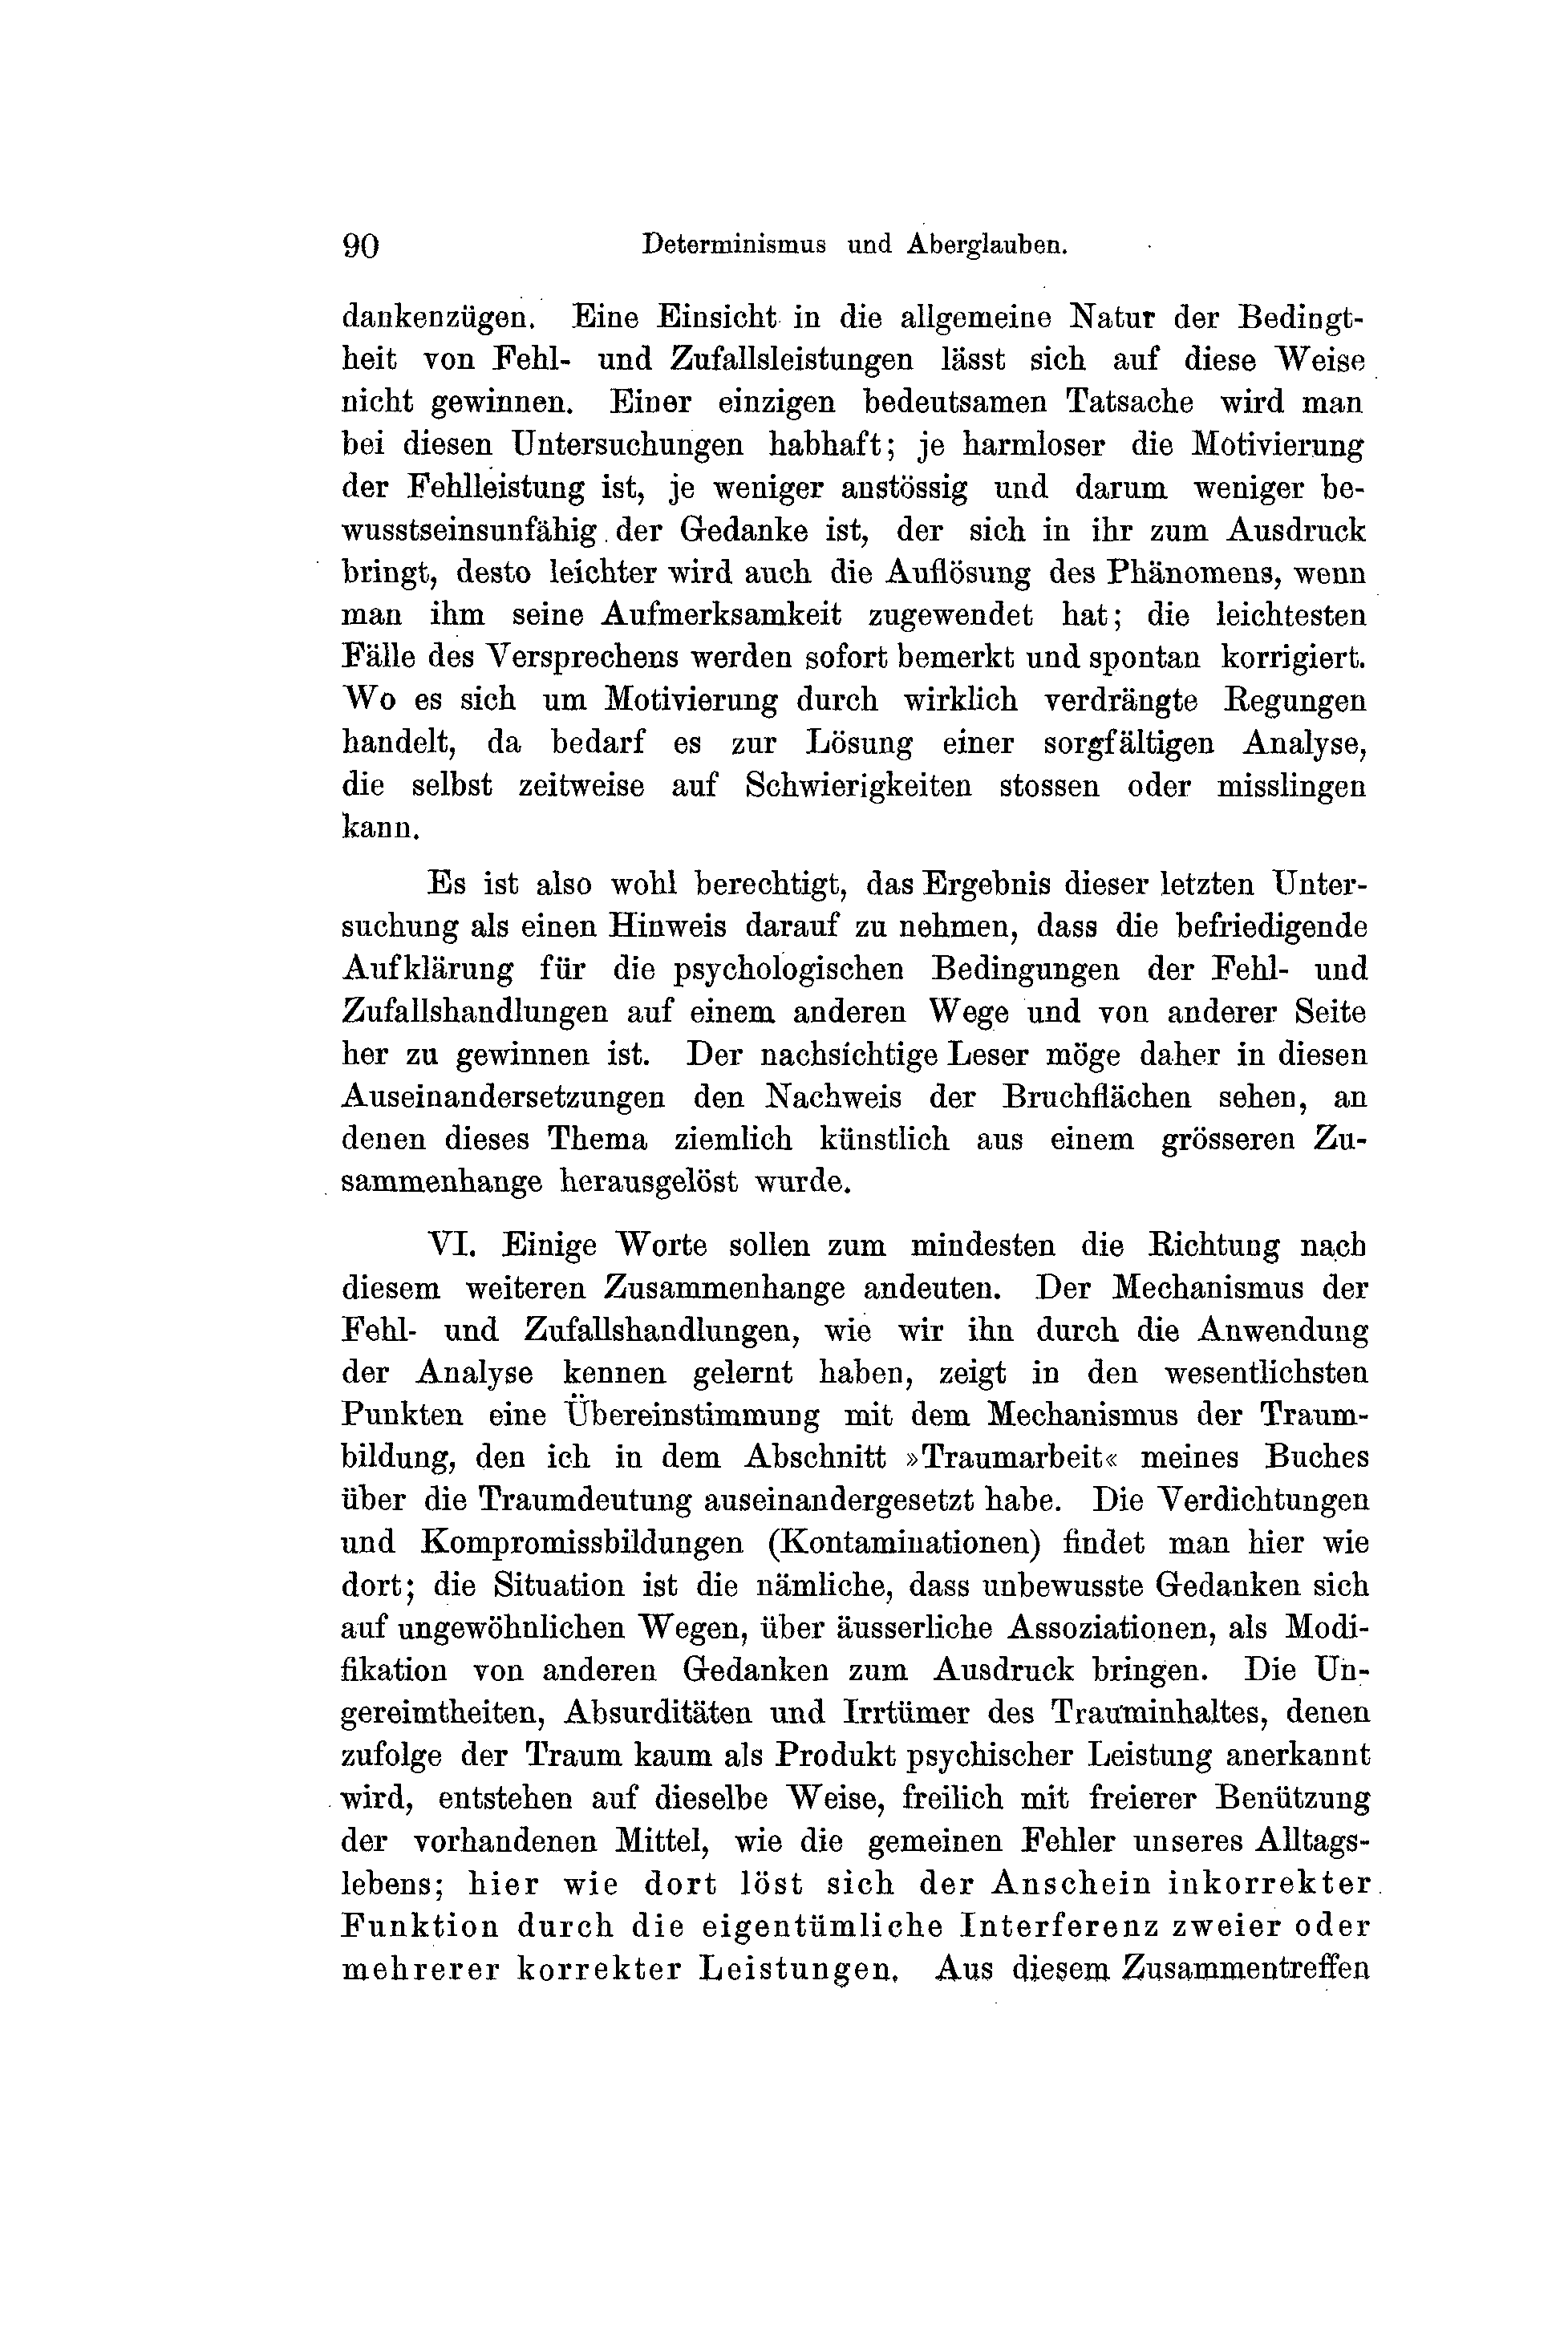 90 Determinismus und Aberglauben.
dankenzügen. Eine Einsicht in die allgemeine Natur der Bedingt-
heit von Fehl- und Zufallsleistungen lässt sich auf diese Weise
nicht gewinnen. Einer einzigen bedeutsamen Tatsache wird man
bei diesen Untersuchungen habhaft; je harmloser die Motivierung
der Fehlleistung ist, je weniger anstössig und darum weniger be-
wusstseinsunfähig der Gedanke ist, der sich in ihr zum Ausdruck
bringt, desto leichter wird auch die Auflösung des Phänomens, wenn
man ihm seine Aufmerksamkeit zugewendet hat; die leichtesten
Fälle des Versprechens werden sofort bemerkt und spontan korrigiert.
Wo es sich um Motivierung durch wirklich verdrängte Regungen
handelt, da bedarf es zur Lösung einer sorgfältigen Analyse,
die selbst zeitweise auf Schwierigkeiten stossen oder misslingen
kann.
Es ist also wohl berechtigt, das Ergebnis dieser letzten Unter-
suchung als einen Hinweis darauf zu nehmen, dass die befriedigende
Aufklärung für die psychologischen Bedingungen der Fehl- und
Zufallshandlungen auf einem anderen Wege und von anderer Seite
her zu gewinnen ist. Der nachsichtige Leser möge daher in diesen
Auseinandersetzungen den Nachweis der Bruchflächen sehen, an
denen dieses Thema ziemlich künstlich aus einem grösseren Zu-
sammenhange herausgelöst wurde.
VI. Einige Worte sollen zum mindesten die Richtung nach
diesem weiteren Zusammenhange andeuten. Der Mechanismus der
Fehl- und Zufallshandlungen, wie wir ihn durch die Anwendung
der Analyse kennen gelernt haben, zeigt in den wesentlichsten
Punkten eine Übereinstimmung mit dem Mechanismus der Traum-
bildung, den ich in dem Abschnitt »Traumarbeit« meines Buches
über die Traumdeutung auseinandergesetzt habe. Die Verdichtungen
und Kompromissbildungen (Kontaminationen) findet man hier wie
dort; die Situation ist die nämliche, dass unbewusste Gedanken sich
auf ungewöhnlichen Wegen, über äusserliche Assoziationen, als Modi-
fikation von anderen Gedanken zum Ausdruck bringen. Die Un-
gereimtheiten, Absurditäten und Irrtümer des Trauminhaltes, denen
zufolge der Traum kaum als Produkt psychischer Leistung anerkannt
wird, entstehen auf dieselbe Weise, freilich mit freierer Benützung
der vorhandenen Mittel, wie die gemeinen Fehler unseres Alltags-
lebens; hier wie dort löst sich der Anschein inkorrekter
Funktion durch die eigentümliche Interferenz zweier oder
mehrerer korrekter Leistungen. Aus diesem Zusammentreffen